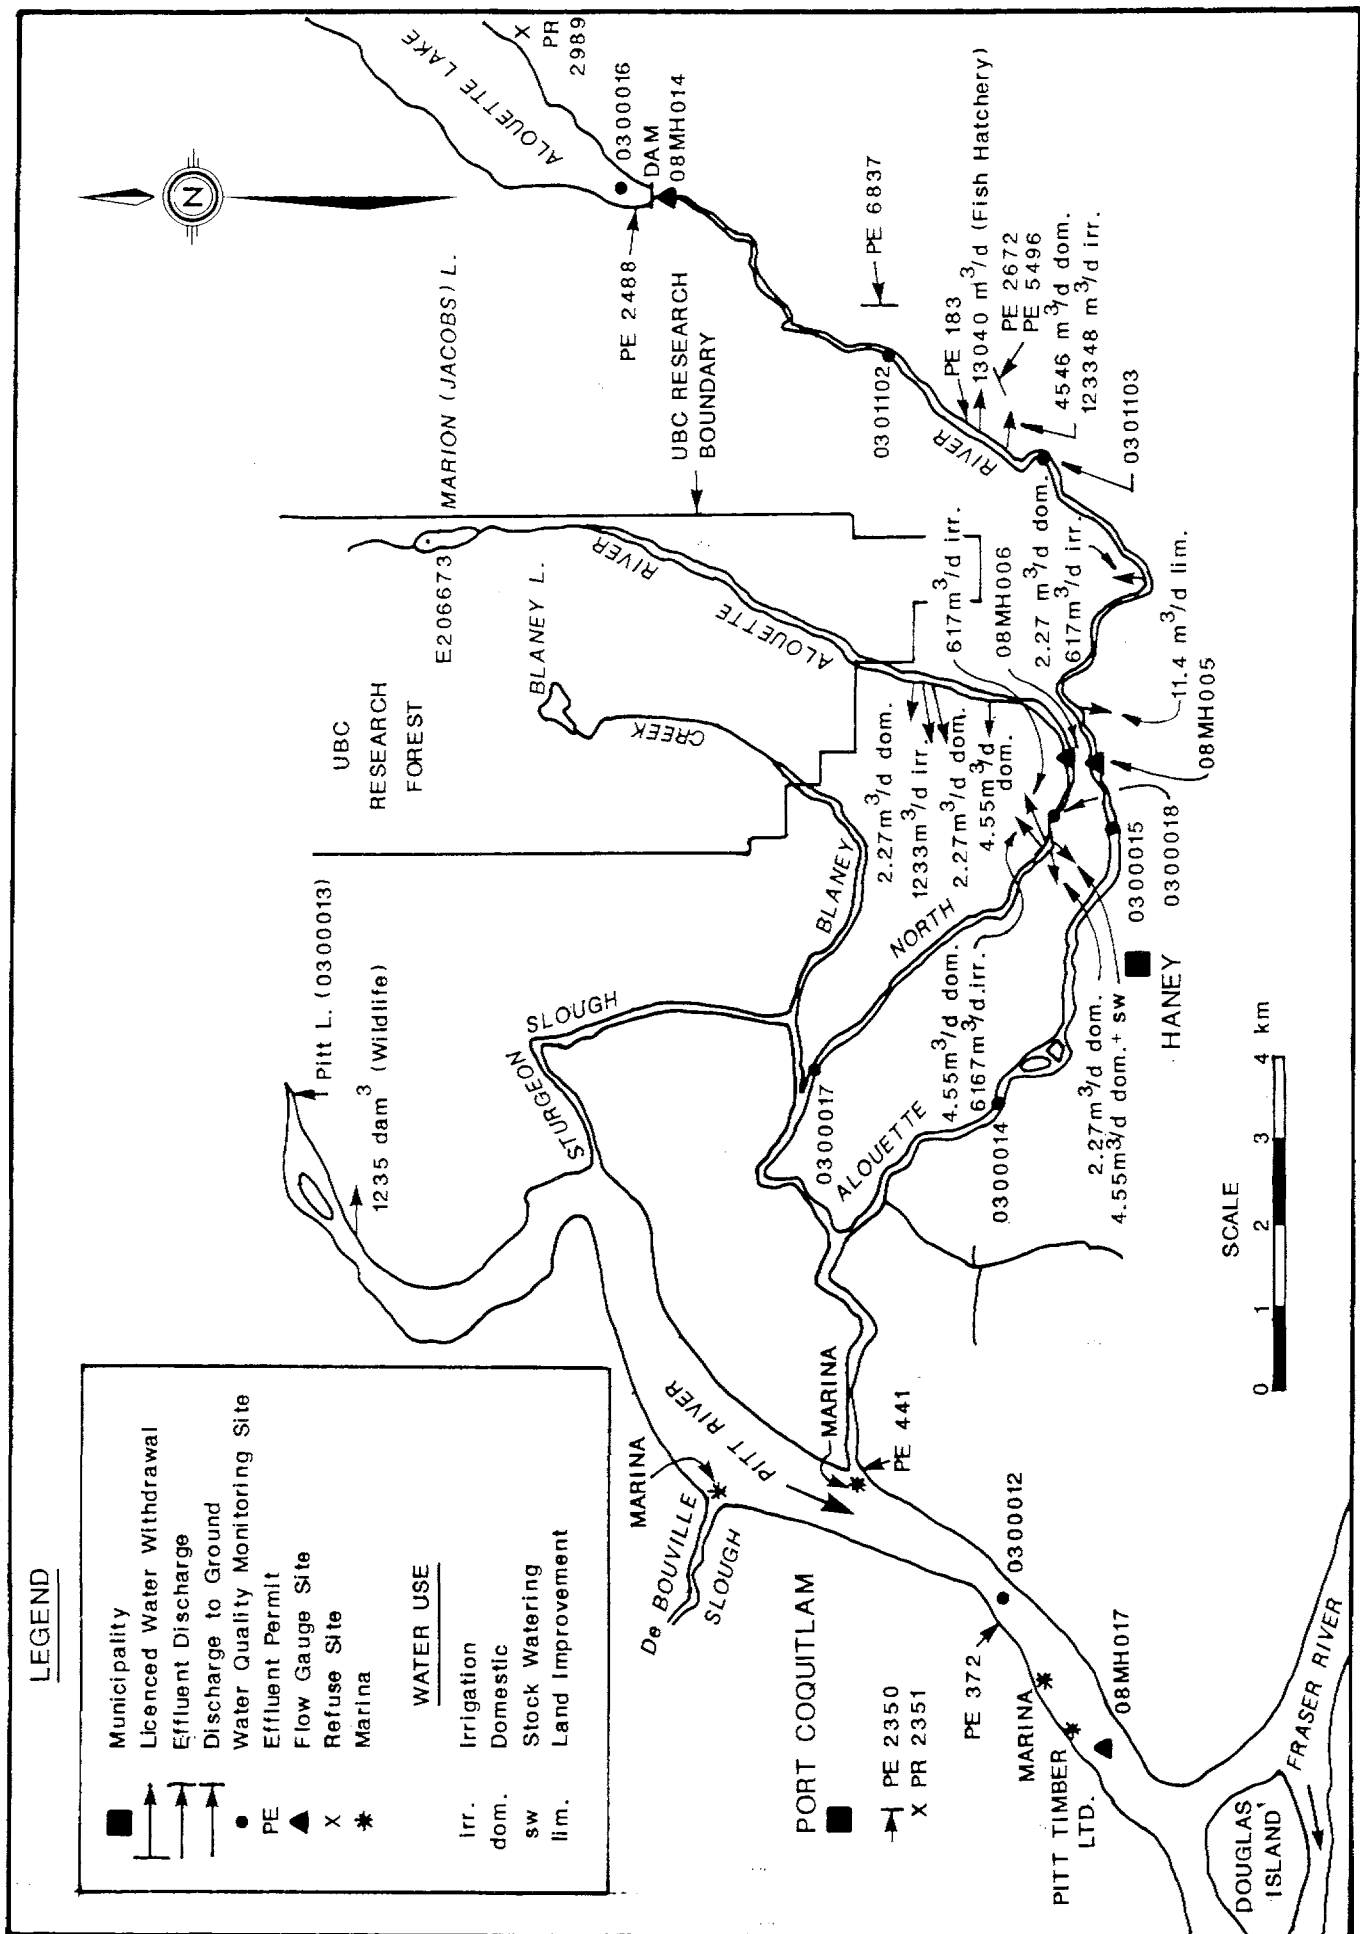 LEGEND
Municipality
Licenced Water Withdrawal
Effluent Discharge
Discharge to Ground
Water Quality Monitoring Site
PE Effluent Permit
Flow Gauge Site
X Refuse Site
Marina
WATER USE
irr. Irrigation
dom. Domestic
sw Stock Watering
lim. Land Improvement
Pitt L. (0300013)
1235 dam³ (Wildlife)
UBC
RESEARCH
FOREST
E206673
MARION (JACOBS) L.
BLANEY L.
UBC RESEARCH
BOUNDARY
N
ALOUETTE LAKE
X
PR
2989
0300016
DAM
08MH014
PE 2488
PE 6837
0301102
PE 183
13040 m³/d (Fish Hatchery)
PE 2672
PE 5496
4546 m³/d dom.
123348 m³/d irr.
0301103
RIVER
RIVER
ALOUETTE
CREEK
BLANEY
NORTH
STURGEON
SLOUGH
617m³/d irr.
08MH006
2.27 m³/d dom.
617m³/d irr.
11.4 m³/d lim.
08MH005
2.27m³/d dom.
1233m³/d irr.
2.27m³/d dom.
4.55m³/d
dom.
0300015
0300018
HANEY
4.55m³/d dom.
6167m³/d.irr.
2.27m³/d dom.
4.55m³/d dom.+ sw
0300017
ALOUETTE
0300014
PITT RIVER
MARINA
MARINA
PE 441
De BOUVILLE
SLOUGH
0300012
PORT COQUITLAM
PE 2350
X PR 2351
PE 372
MARINA
PITT TIMBER
LTD.
08MH017
DOUGLAS
ISLAND
FRASER RIVER
SCALE
0 1 2 3 4 km